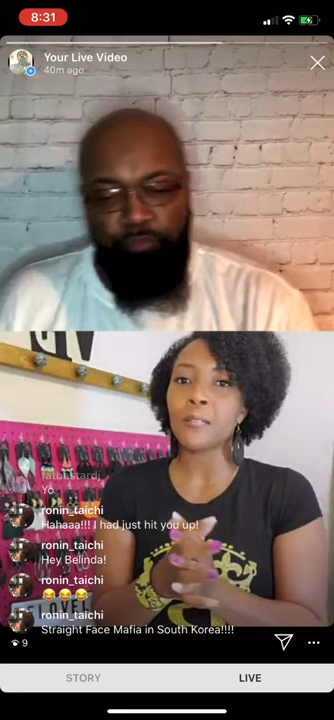 8:31
Your Live Video
40m ago
fatbastardj
Yo
ronin_taichi
Hahaaa!!! I had just hit you up!
ronin_taichi
Hey Belinda!
ronin_taichi
😂😂😂
ronin_taichi
Straight Face Mafia in South Korea!!!!
9
STORY
LIVE